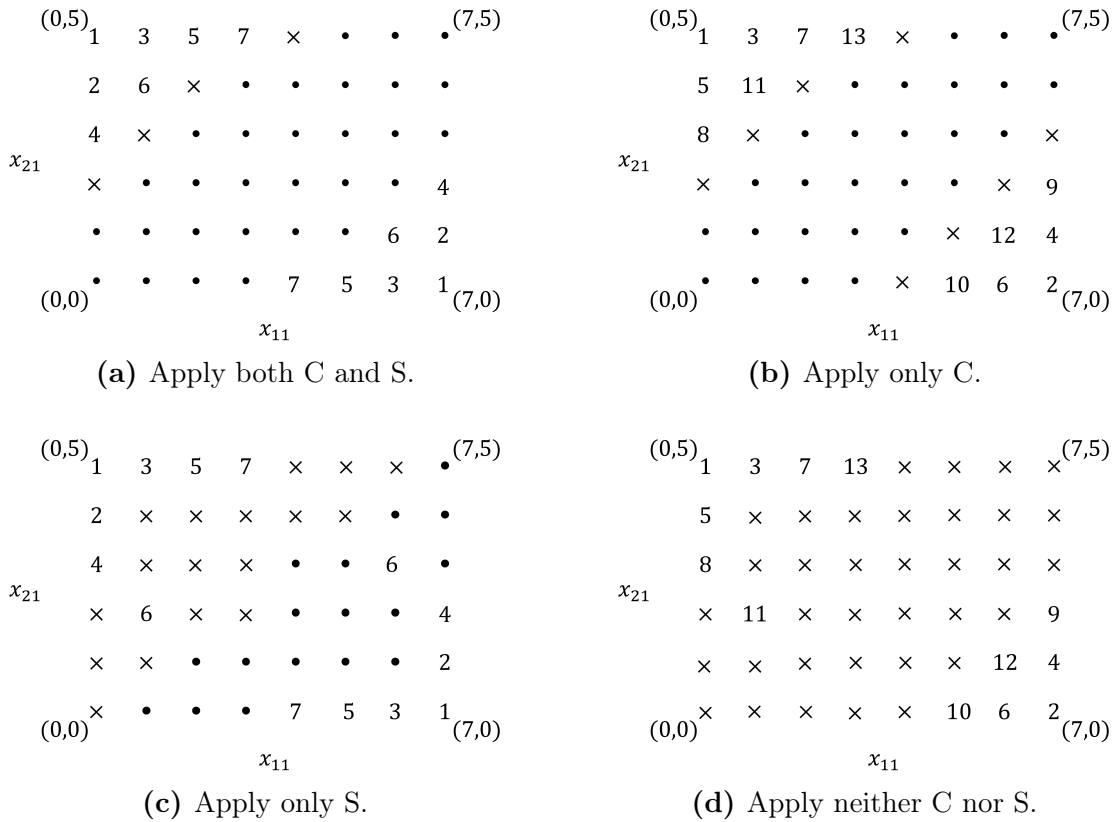 (0,5) (7,5) (0,5) (7,5)
1 3 5 7 × • • • 1 3 7 13 × • • •
2 6 × • • • • • 5 11 × • • • • •
4 × • • • • • • 8 × • • • • • ×
x₂₁ x₂₁
× • • • • • • 4 × • • • • • × 9
• • • • • • 6 2 • • • • • × 12 4
• • • • 7 5 3 1 • • • • × 10 6 2
(0,0) (7,0) (0,0) (7,0)
x₁₁ x₁₁
(a) Apply both C and S. (b) Apply only C.
(0,5) (7,5) (0,5) (7,5)
1 3 5 7 × × × • 1 3 7 13 × × × ×
2 × × × × × • • 5 × × × × × × ×
4 × × × • • 6 • 8 × × × × × × ×
x₂₁ x₂₁
× 6 × × • • • 4 × 11 × × × × × 9
× × • • • • • 2 × × × × × × 12 4
× • • • 7 5 3 1 × × × × × 10 6 2
(0,0) (7,0) (0,0) (7,0)
x₁₁ x₁₁
(c) Apply only S. (d) Apply neither C nor S.